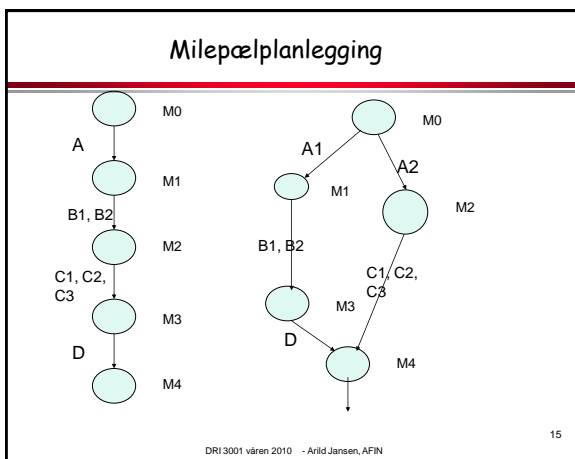 Milepælplanlegging
M0
A
M1
B1, B2
M2
C1, C2,
C3
M3
D
M4
M0
A1
A2
M1
M2
B1, B2
C1, C2,
C3
M3
D
M4
15
DRI 3001 våren 2010 - Arild Jansen, AFIN